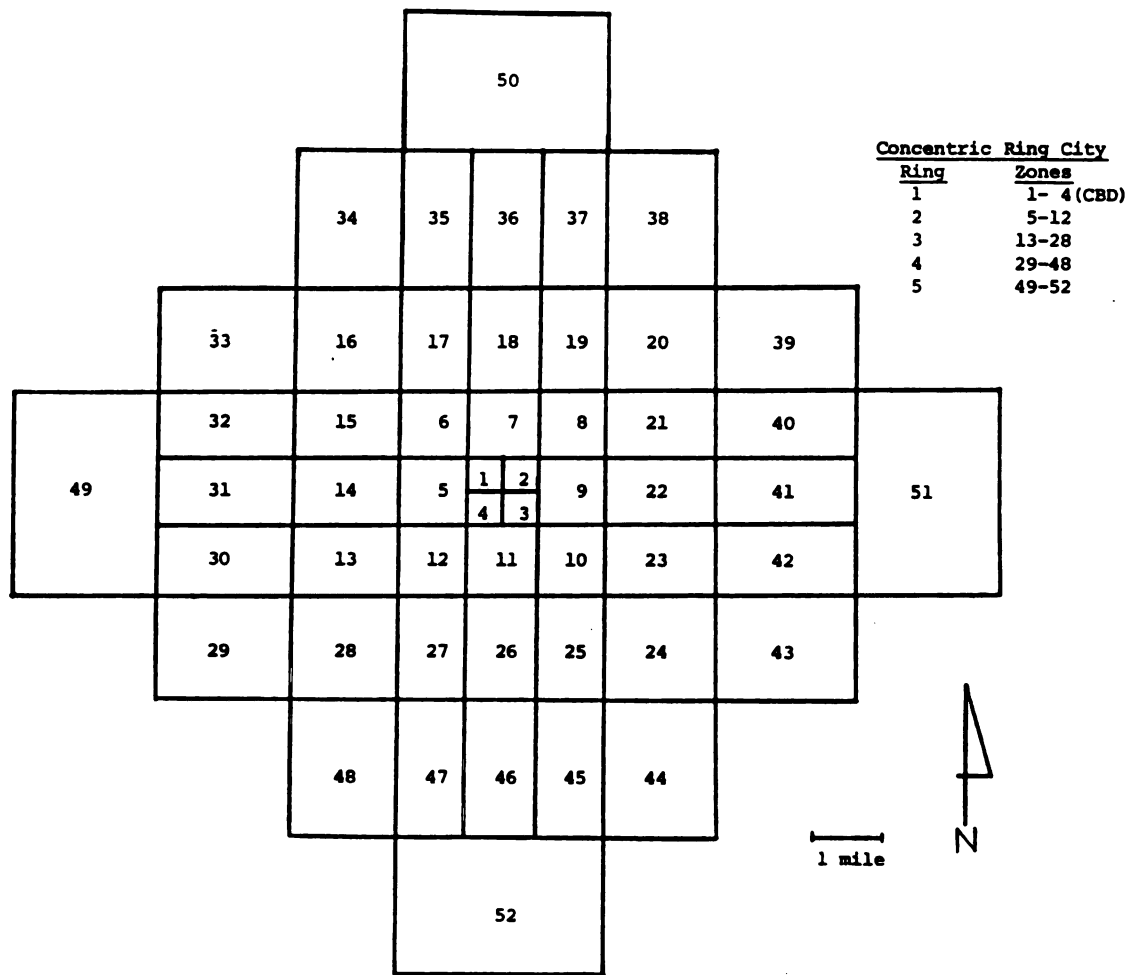 50
Concentric Ring City
Ring Zones
1 1- 4(CBD)
2 5-12
3 13-28
4 29-48
5 49-52
34 35 36 37 38
33 16 17 18 19 20 39
32 15 6 7 8 21 40
49 31 14 5 1 2 9 22 41 51
4 3
30 13 12 11 10 23 42
29 28 27 26 25 24 43
48 47 46 45 44
1 mile
N
52